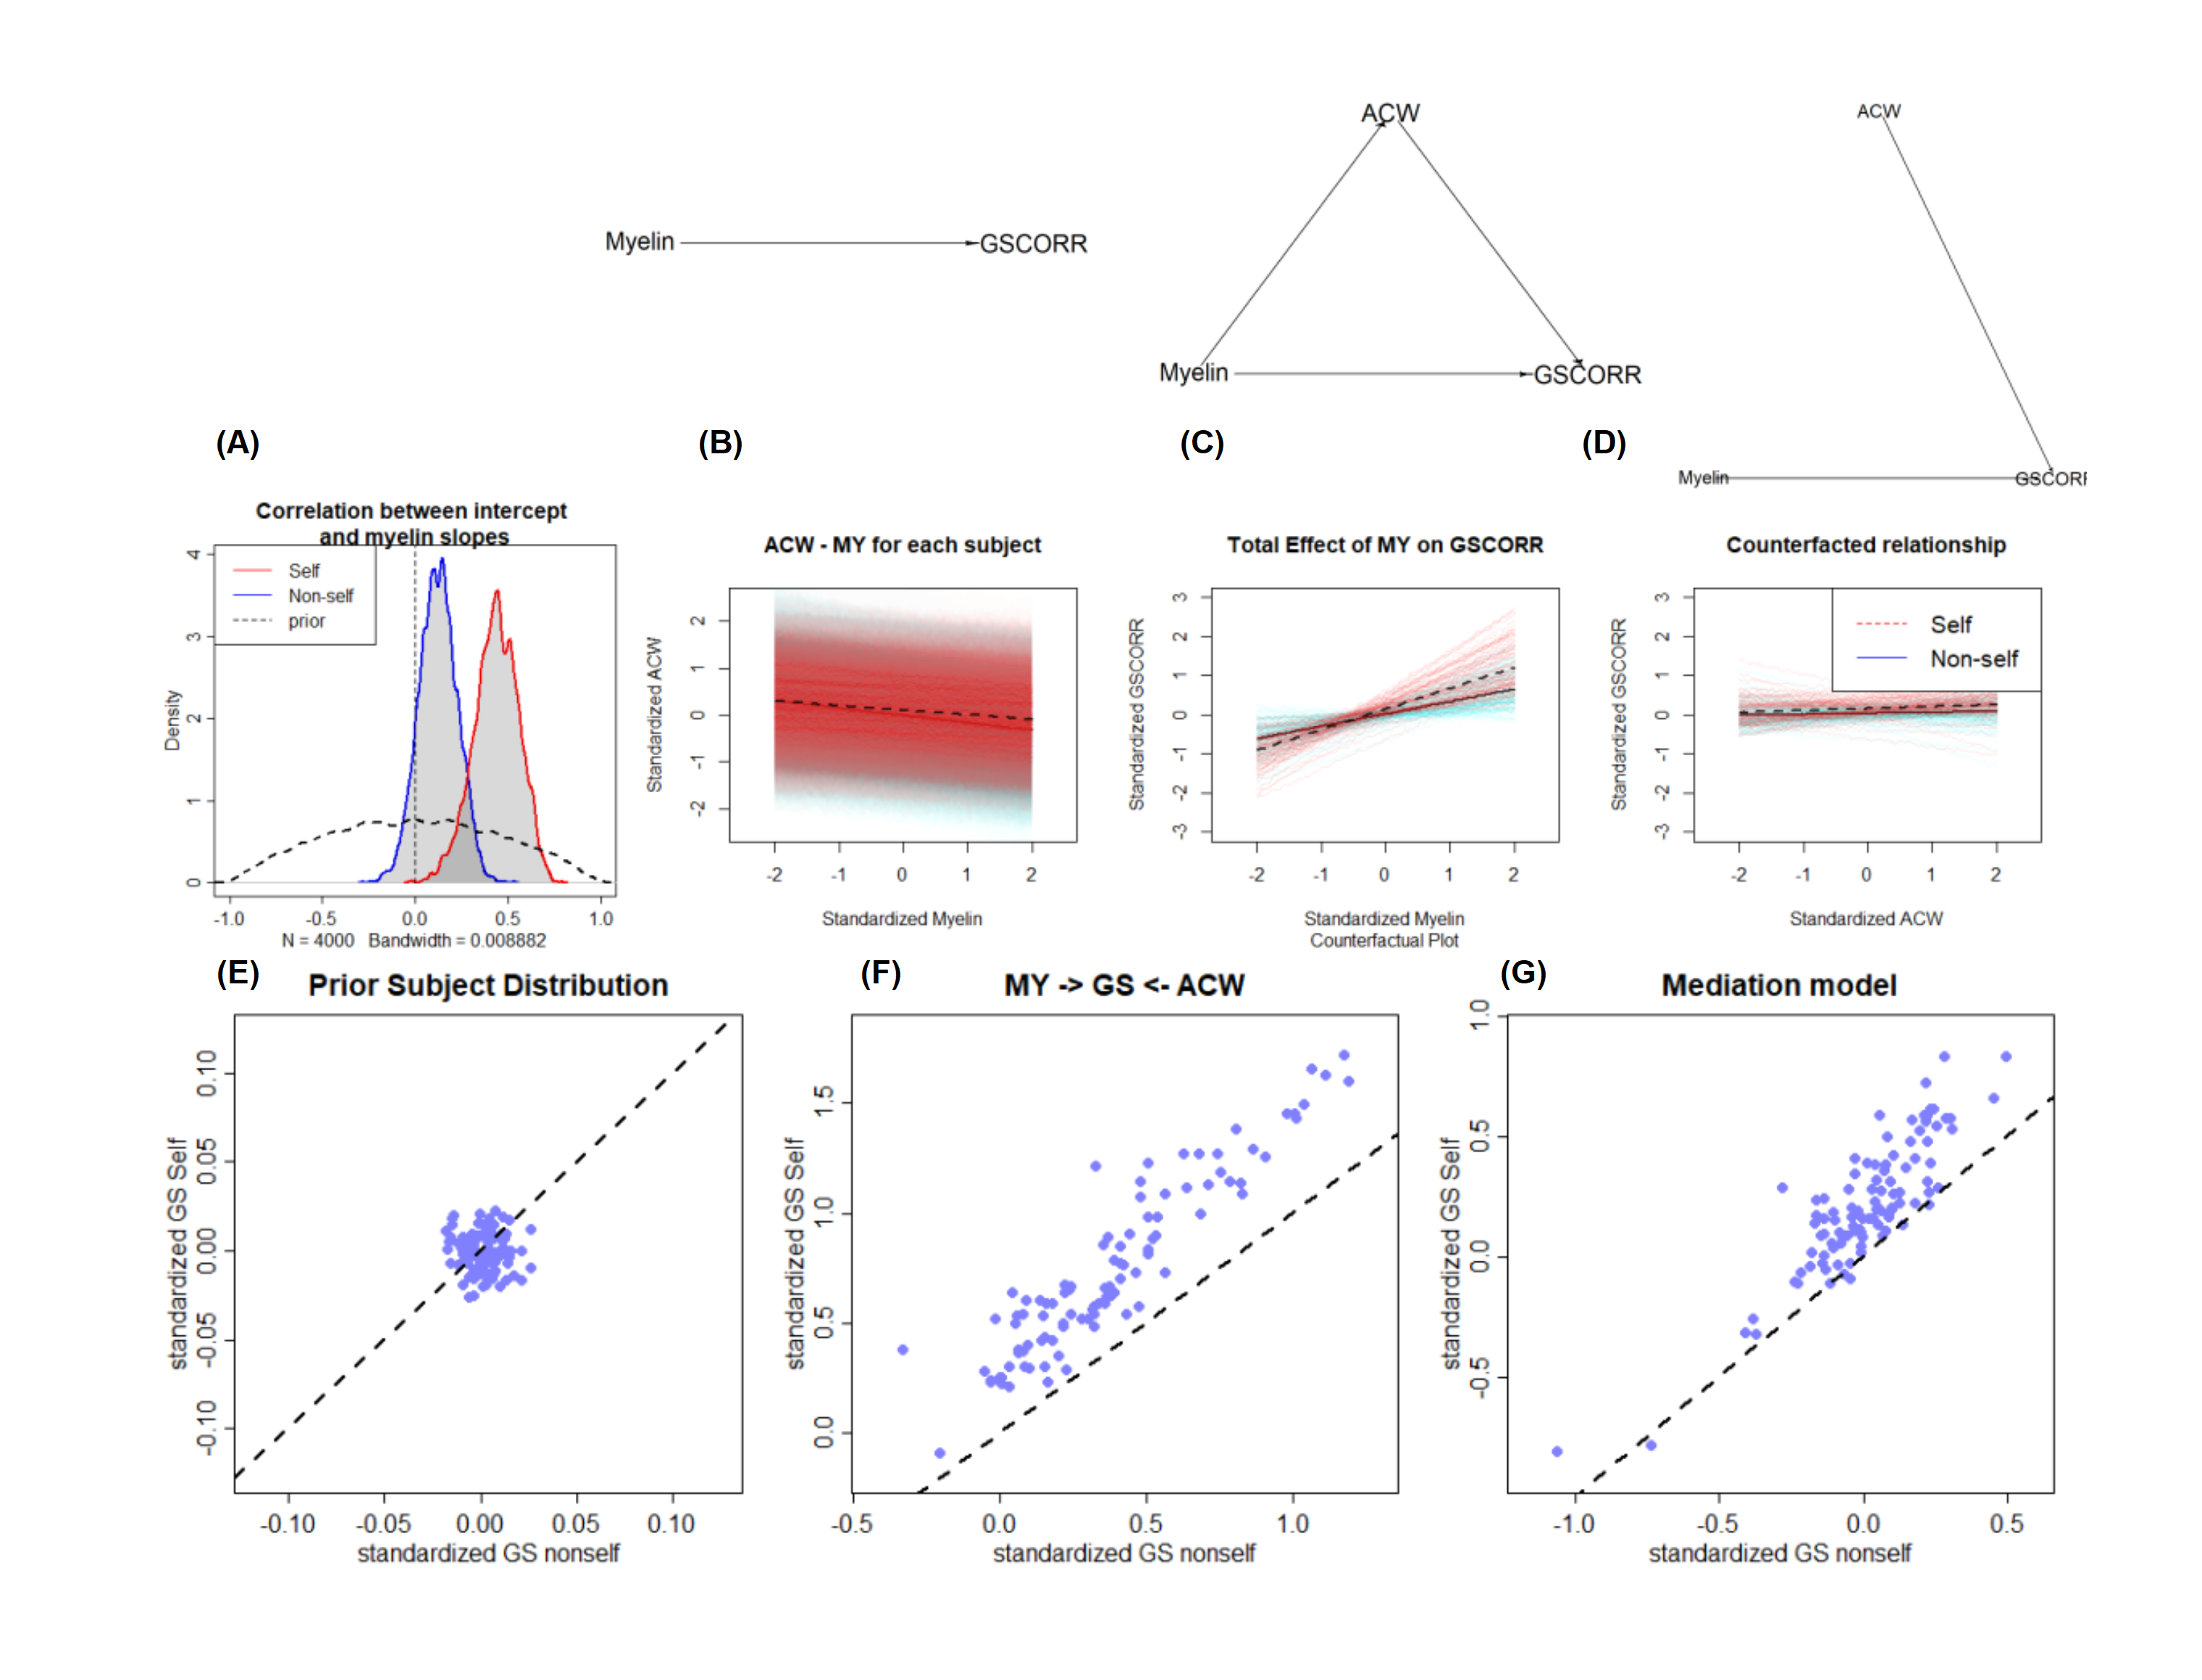 ACW
ACW
Myelin
GSCORR
Myelin
GSCORR
(A)
(B)
(C)
(D)
Myelin
Correlation between intercept
and myelin slopes
Self
Non-self
prior
Density
0
1
2
3
4
-1.0
-0.5
0.0
0.5
1.0
N = 4000 Bandwidth = 0.008882
ACW - MY for each subject
Standardized ACW
2
1
0
-1
-2
-2
-1
0
1
2
Standardized Myelin
Total Effect of MY on GSCORR
Standardized GSCORR
3
2
1
0
-1
-2
-3
-2
-1
0
1
2
Standardized Myelin
Counterfactual Plot
Counterfacted relationship
Self
Non-self
Standardized GSCORR
3
2
1
0
-1
-2
-3
-2
-1
0
1
2
Standardized ACW
(E)
Prior Subject Distribution
standardized GS Self
0.10
0.05
0.00
-0.05
-0.10
-0.10
-0.05
0.00
0.05
0.10
standardized GS nonself
(F)
MY -> GS <- ACW
standardized GS Self
1.5
1.0
0.5
0.0
-0.5
0.0
0.5
1.0
standardized GS nonself
(G)
Mediation model
standardized GS Self
1.0
0.5
0.0
-0.5
-1.0
-0.5
0.0
0.5
standardized GS nonself